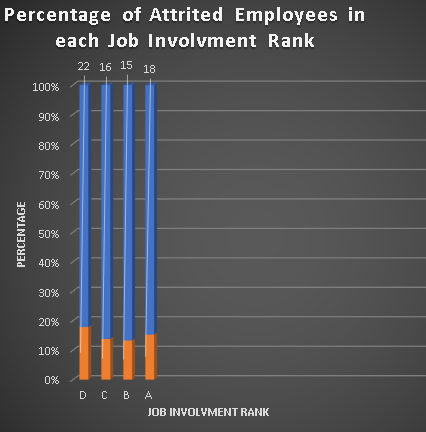 Percentage of Attrited Employees in
each Job Involvment Rank
22 16 15 18
100%
90%
80%
70%
60%
50%
40%
30%
20%
10%
0%
PERCENTAGE
D C B A
JOB INVOLVMENT RANK